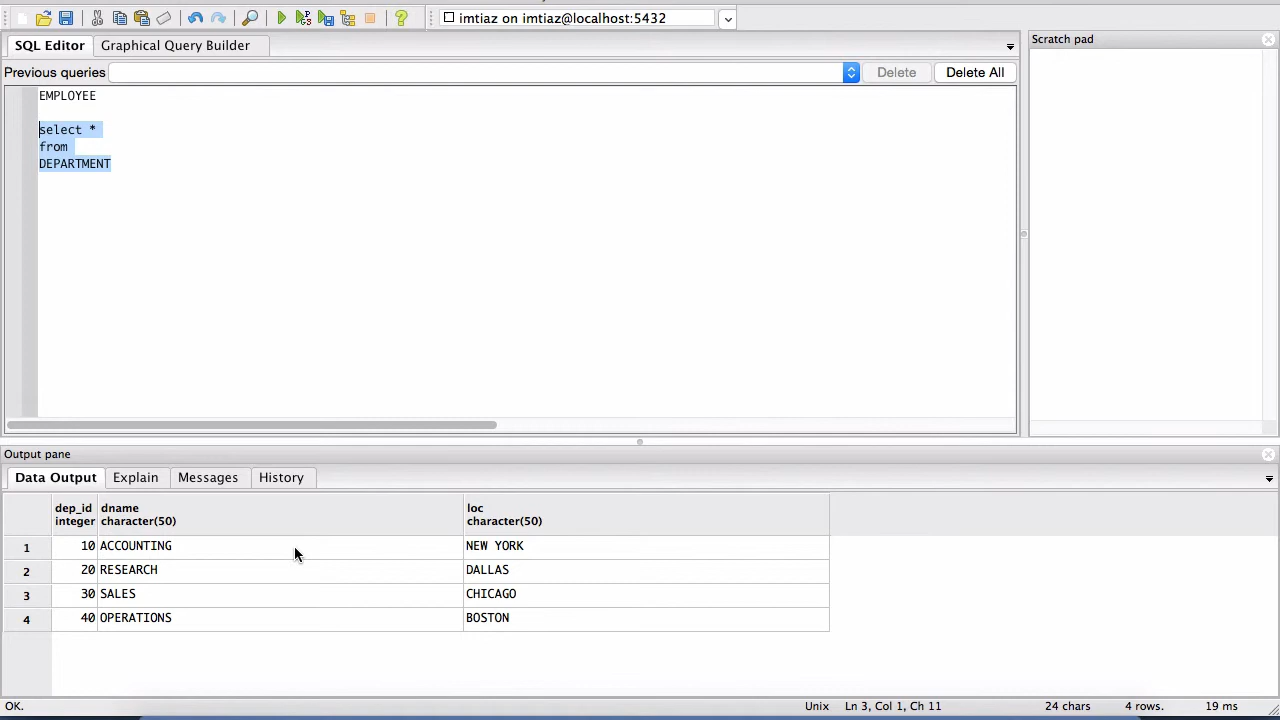 imtiaz on imtiaz@localhost:5432
SQL Editor Graphical Query Builder
Scratch pad
Previous queries Delete Delete All
EMPLOYEE
select *
from
DEPARTMENT
Output pane
Data Output Explain Messages History
dep_id dname loc
integer character(50) character(50)
1 10 ACCOUNTING NEW YORK
2 20 RESEARCH DALLAS
3 30 SALES CHICAGO
4 40 OPERATIONS BOSTON
OK. Unix Ln 3, Col 1, Ch 11 24 chars 4 rows. 19 ms